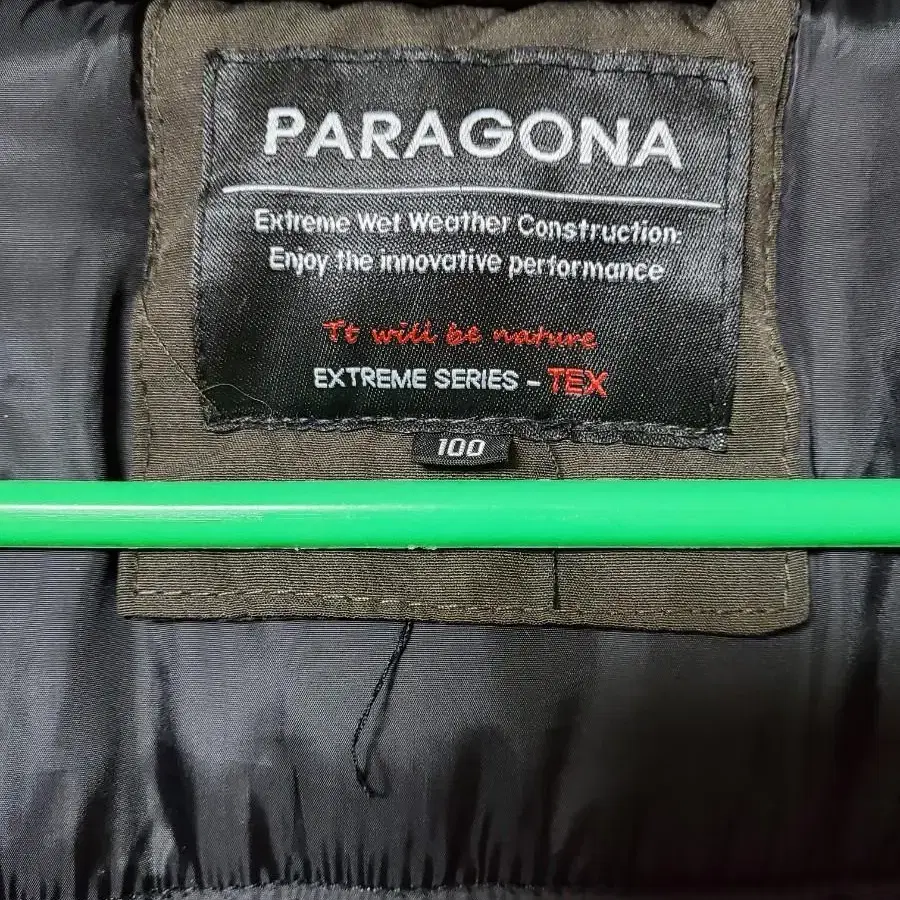 PARAGONA
Extreme Wet Weather Construction:
Enjoy the innovative performance
Tt will be nature
EXTREME SERIES - TEX
100